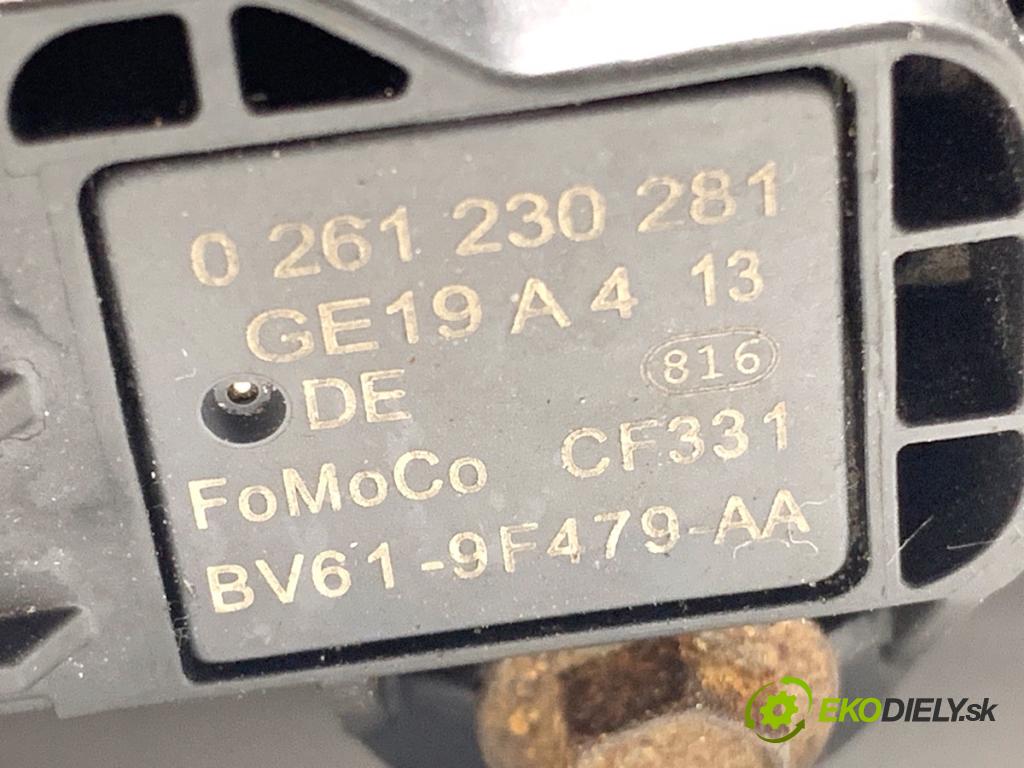 0 261 230 281
GE19 A 4 13
DE 816
FoMoCo CF331
BV61-9F479-AA
EKODIELY.sk